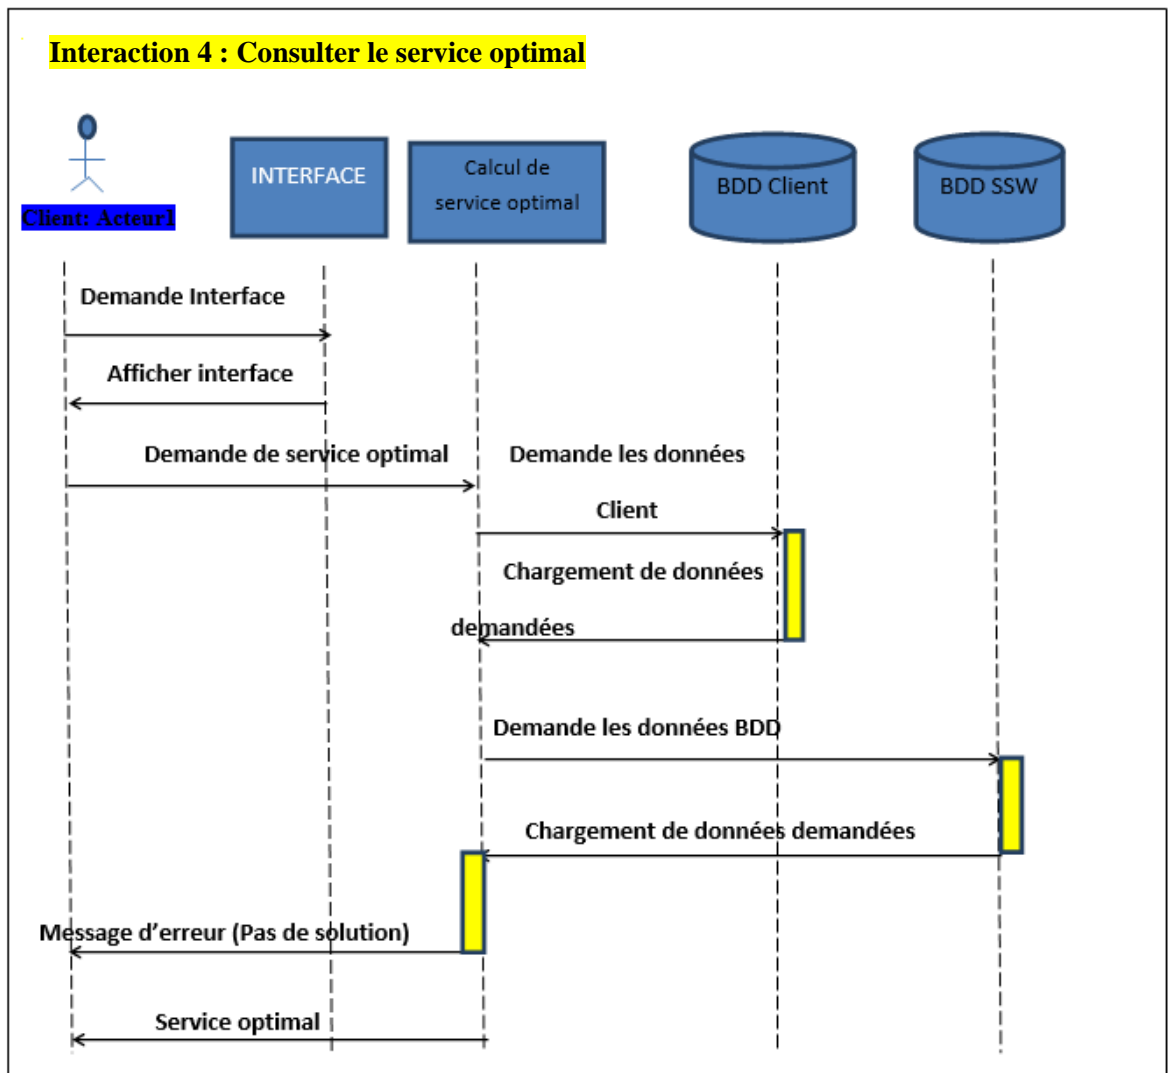 Interaction 4 : Consulter le service optimal
Client: Acteur1
INTERFACE
Calcul de
service optimal
BDD Client
BDD SSW
Demande Interface
Afficher interface
Demande de service optimal
Demande les données
Client
Chargement de données
demandées
Demande les données BDD
Chargement de données demandées
Message d’erreur (Pas de solution)
Service optimal